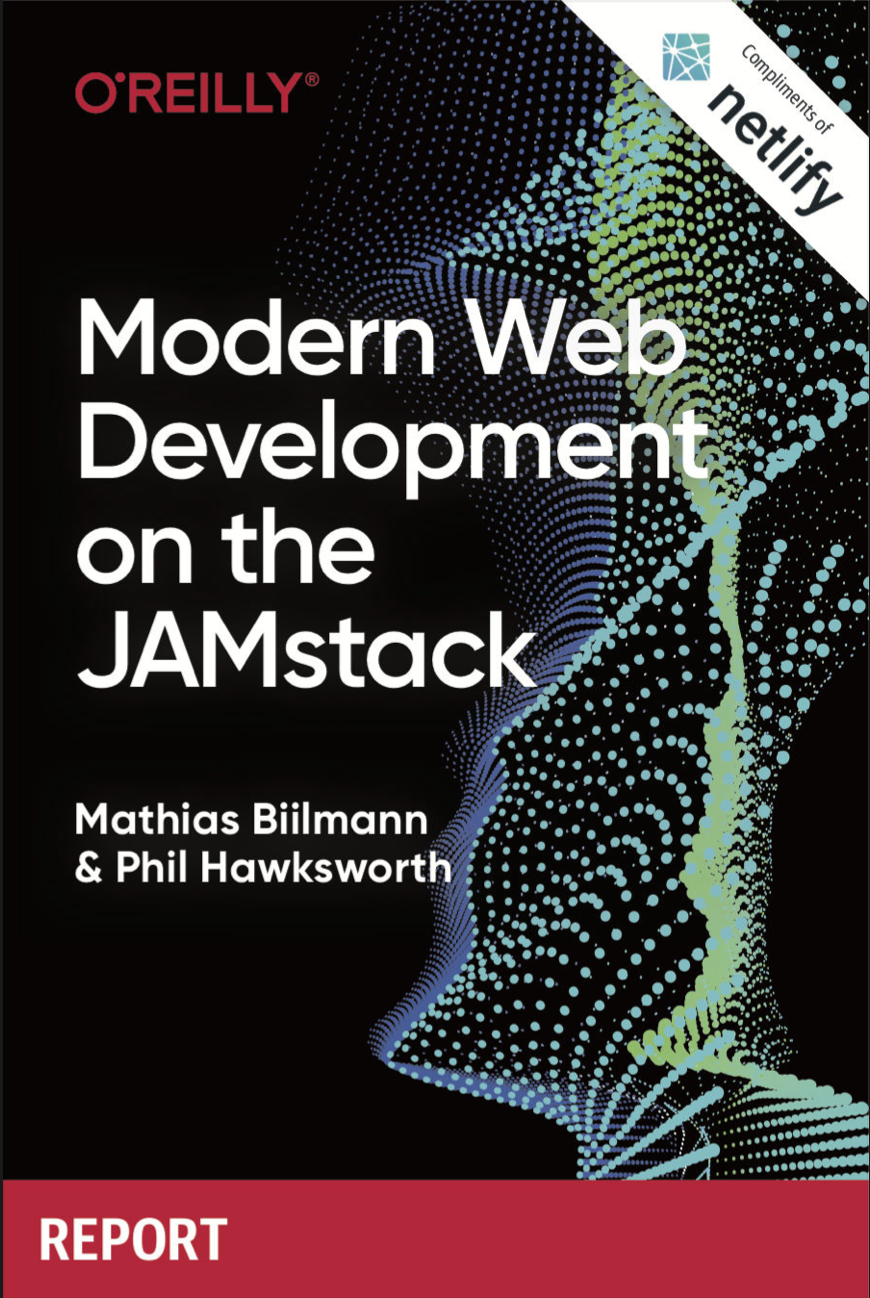 O'REILLY®
Compliments of
netlify
Modern Web
Development
on the
JAMstack
Mathias Biilmann
& Phil Hawksworth
REPORT